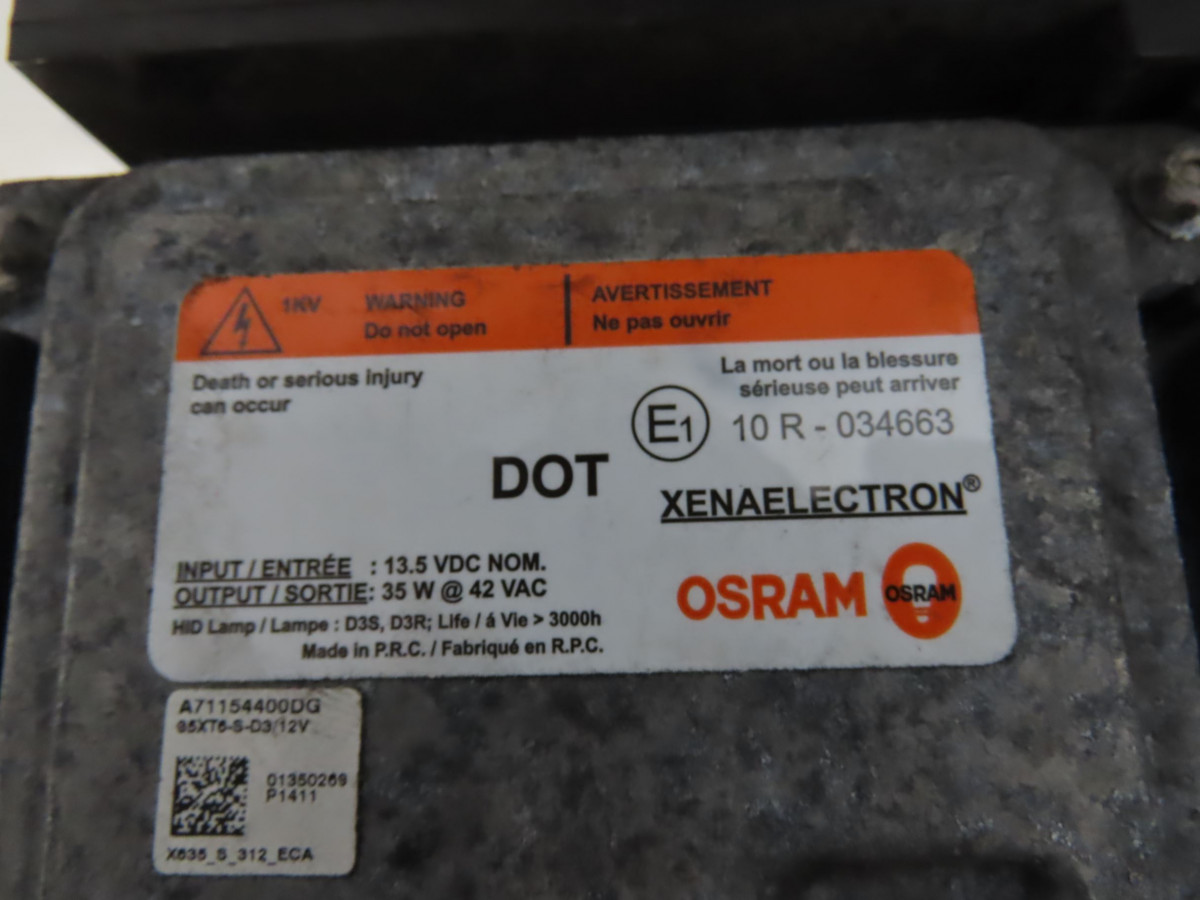 1KV WARNING
Do not open
AVERTISSEMENT
Ne pas ouvrir
Death or serious injury
can occur
La mort ou la blessure
sérieuse peut arriver
E1 10 R - 034663
DOT
XENAELECTRON®
INPUT / ENTRÉE : 13.5 VDC NOM.
OUTPUT / SORTIE: 35 W @ 42 VAC
HID Lamp / Lampe : D3S, D3R; Life / á Vie > 3000h
Made in P.R.C. / Fabriqué en R.P.C.
OSRAM OSRAM
A71154400DG
95XT6-S-D3/12V
01350269
P1411
X635_S_312_ECA